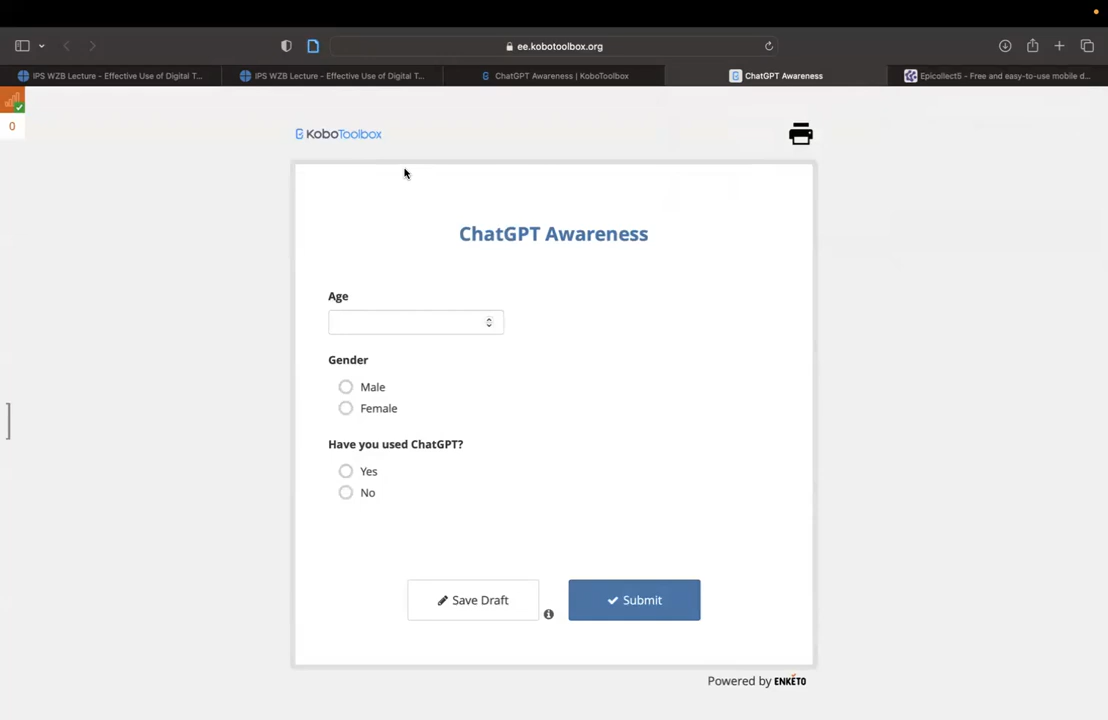 ee.kobotoolbox.org
IPS WZB Lecture - Effective Use of Digital T...
IPS WZB Lecture - Effective Use of Digital T...
ChatGPT Awareness | KoboToolbox
ChatGPT Awareness
Epicollect5 - Free and easy-to-use mobile d...
0
KoboToolbox
ChatGPT Awareness
Age
Gender
Male
Female
Have you used ChatGPT?
Yes
No
Save Draft
Submit
Powered by ENKETO